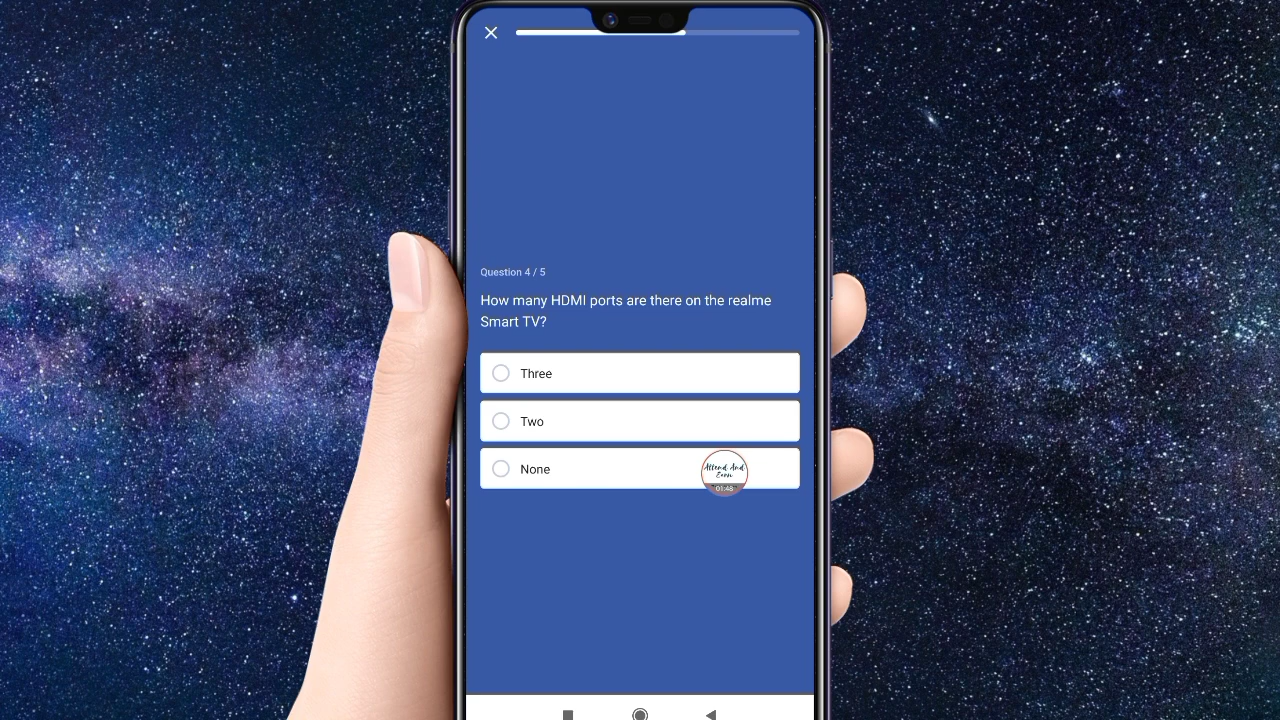 Question 4 / 5
How many HDMI ports are there on the realme
Smart TV?
Three
Two
None
Attend And
Earn
01:48